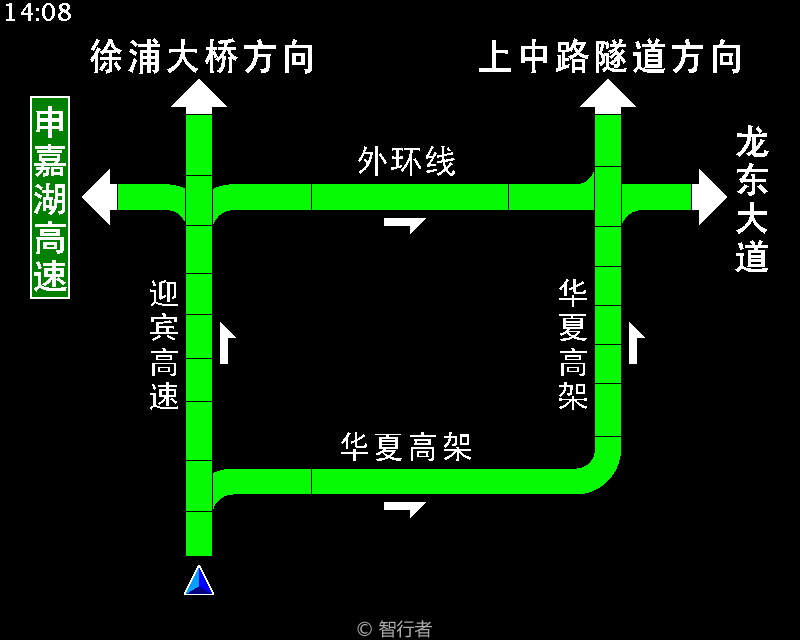 14:08
徐浦大桥方向
上中路隧道方向
申嘉湖高速
外环线
龙东大道
迎宾高速
华夏高架
华夏高架
© 智行者